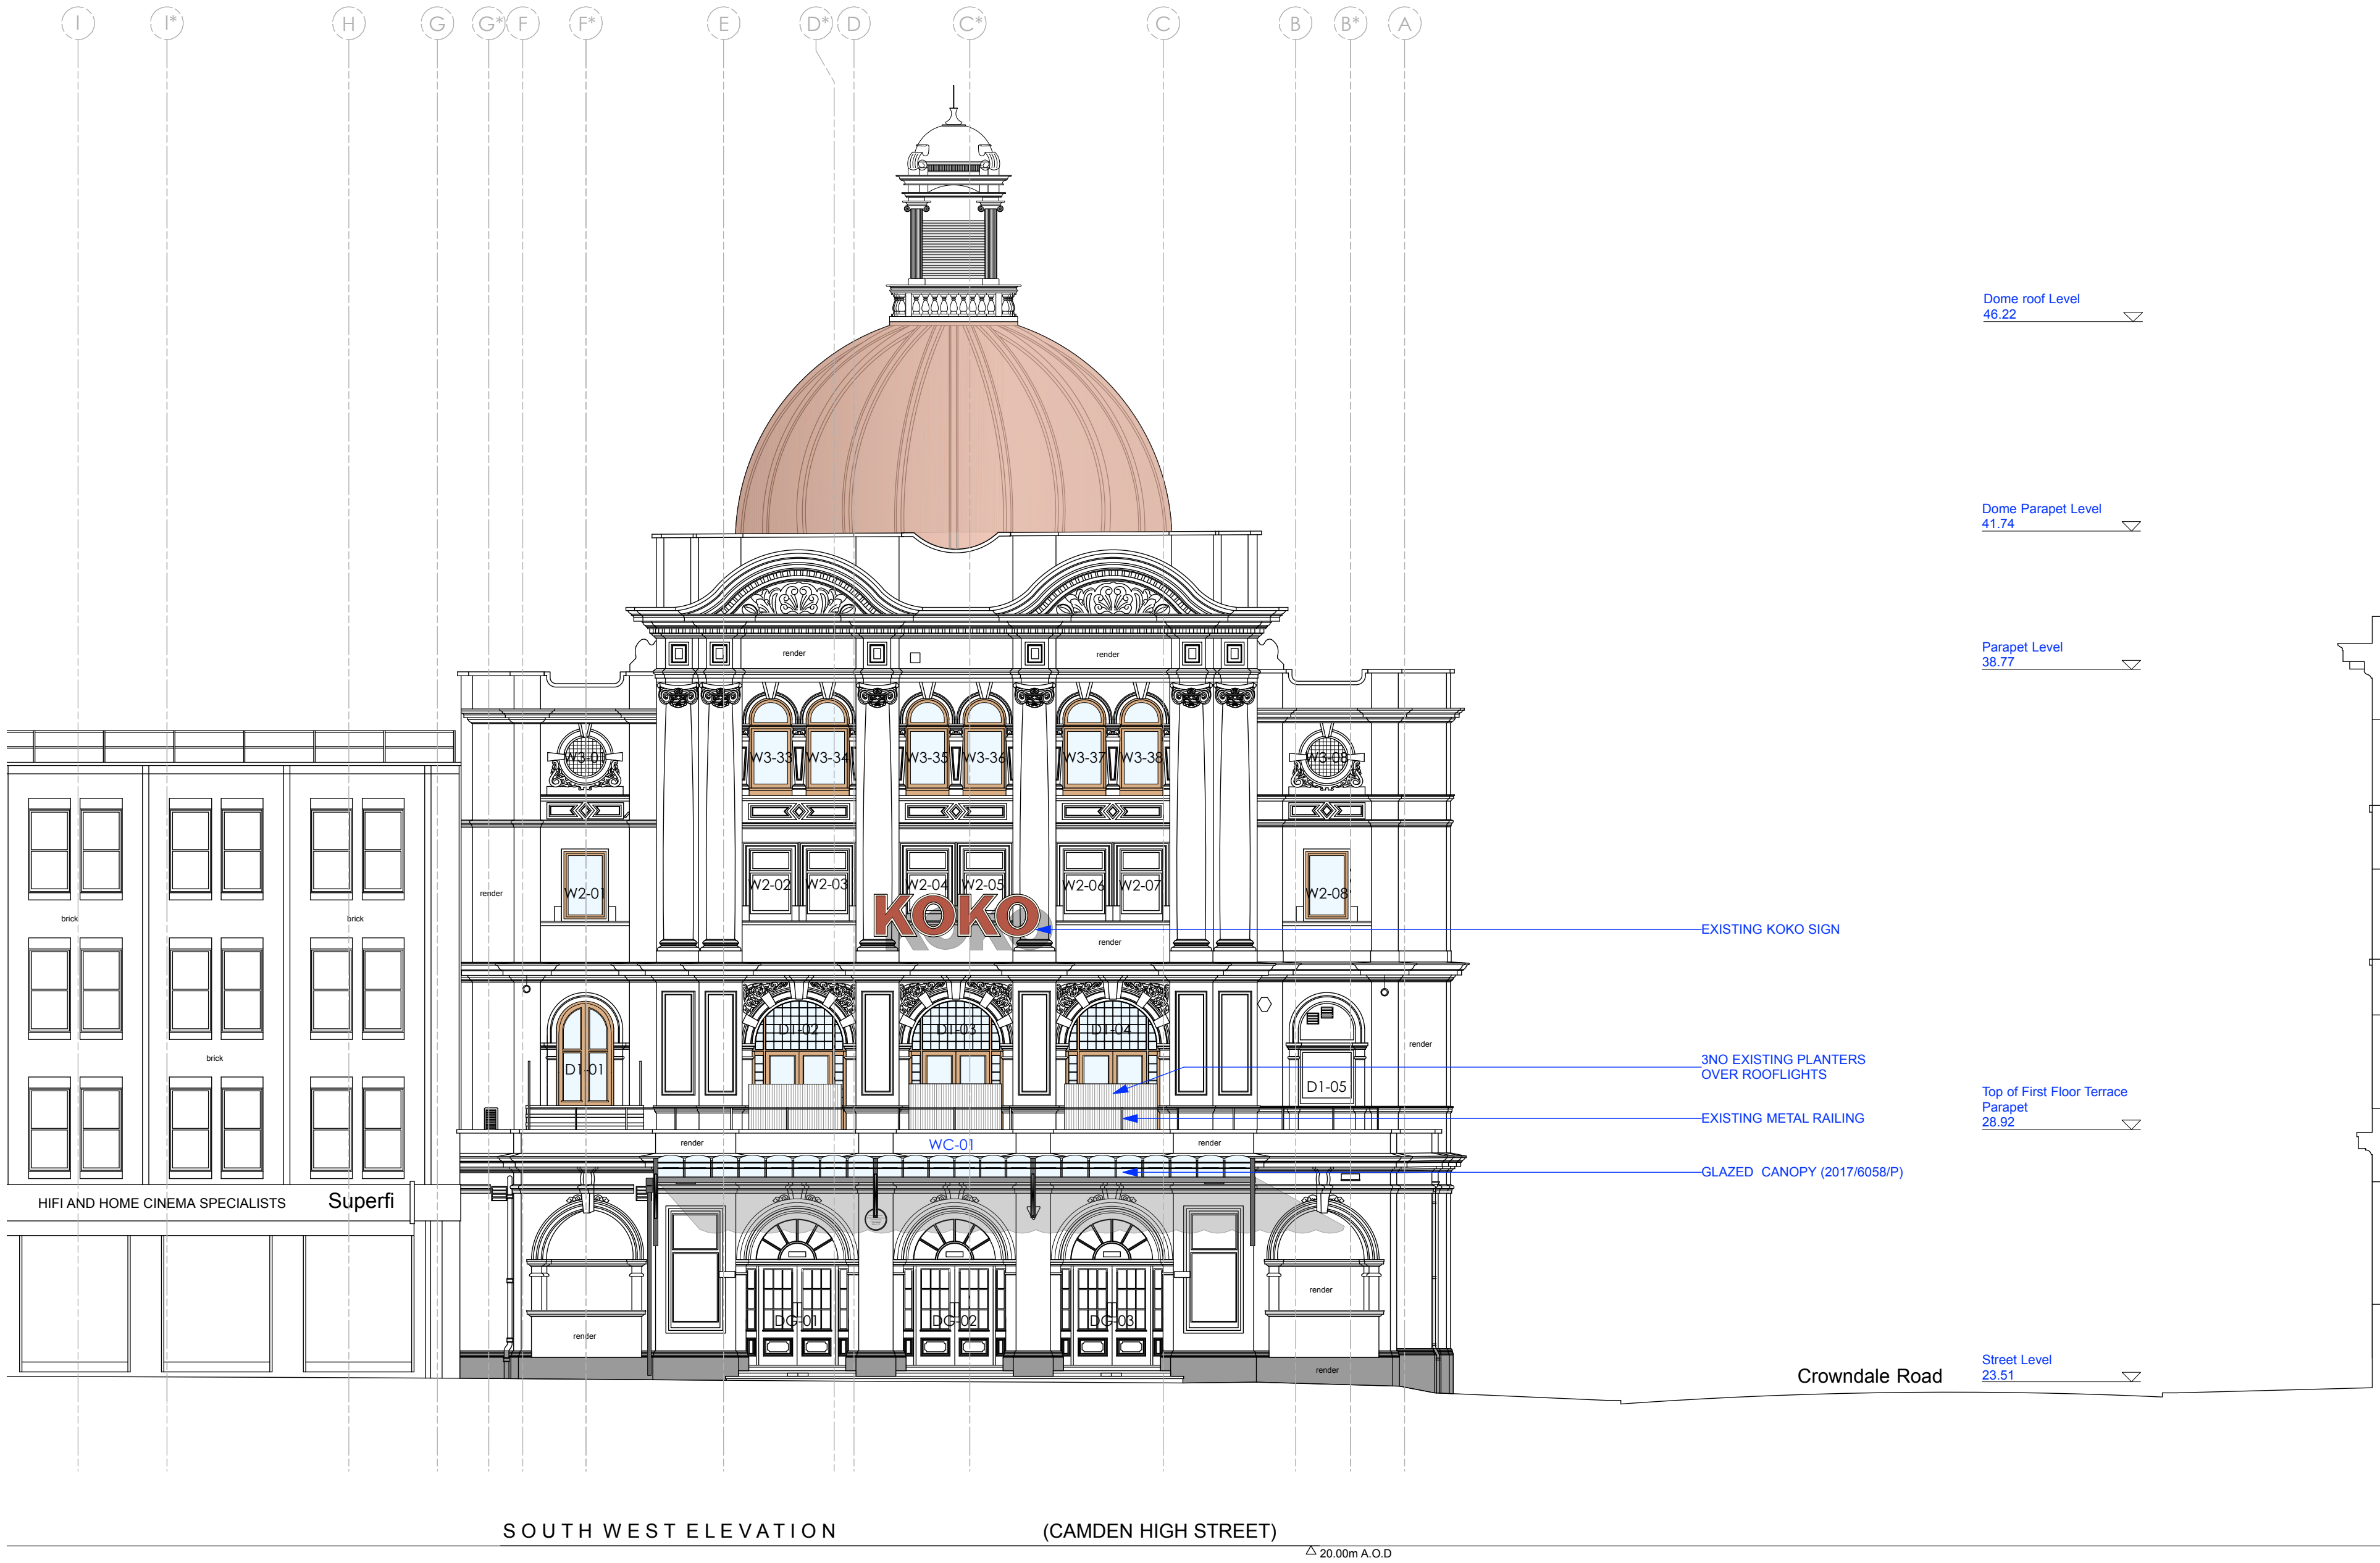 I I* H G G* F F* E D* D C* C B B* A
Dome roof Level
46.22
Dome Parapet Level
41.74
Parapet Level
38.77
render render
W3-01 W3-33 W3-34 W3-35 W3-36 W3-37 W3-38 W3-08
W2-01 W2-02 W2-03 W2-04 W2-05 W2-06 W2-07 W2-08
render
brick brick
KOKO
EXISTING KOKO SIGN
render
D1-02 D1-03 D1-04
render
brick
D1-01 D1-05
3NO EXISTING PLANTERS
OVER ROOFLIGHTS
Top of First Floor Terrace
Parapet
28.92
EXISTING METAL RAILING
render WC-01 render
GLAZED CANOPY (2017/6058/P)
HIFI AND HOME CINEMA SPECIALISTS Superfi
render
DG-01 DG-02 DG-03
render
render
Crowndale Road
Street Level
23.51
SOUTH WEST ELEVATION (CAMDEN HIGH STREET)
20.00m A.O.D